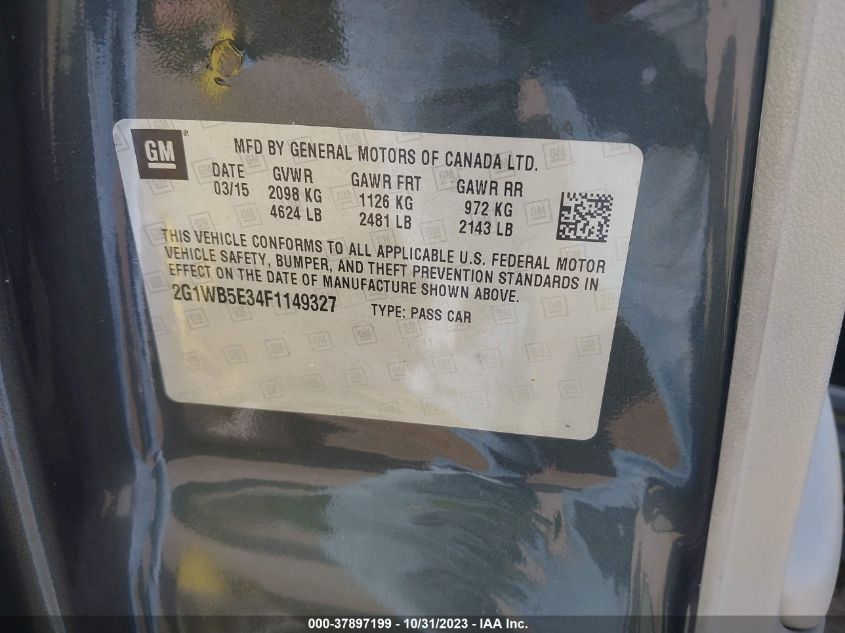 GM ® MFD BY GENERAL MOTORS OF CANADA LTD.
DATE GVWR GAWR FRT GAWR RR
03/15 2098 KG 1126 KG 972 KG
4624 LB 2481 LB 2143 LB
THIS VEHICLE CONFORMS TO ALL APPLICABLE U.S. FEDERAL MOTOR
VEHICLE SAFETY, BUMPER, AND THEFT PREVENTION STANDARDS IN
EFFECT ON THE DATE OF MANUFACTURE SHOWN ABOVE.
2G1WB5E34F1149327 TYPE: PASS CAR
000-37897199 - 10/31/2023 - IAA Inc.